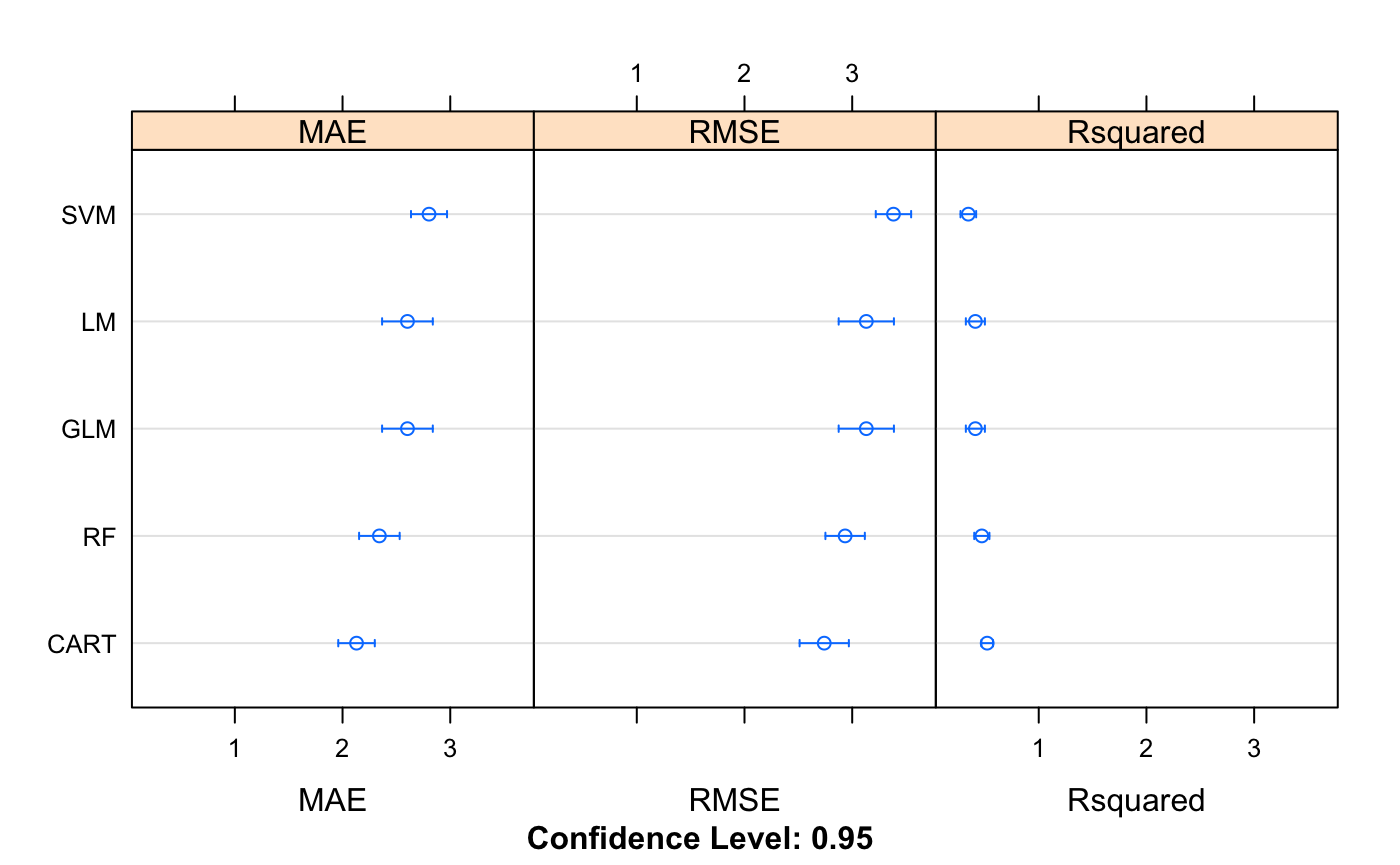 1 2 3
MAE RMSE Rsquared
SVM
LM
GLM
RF
CART
1 2 3 1 2 3
MAE RMSE Rsquared
Confidence Level: 0.95